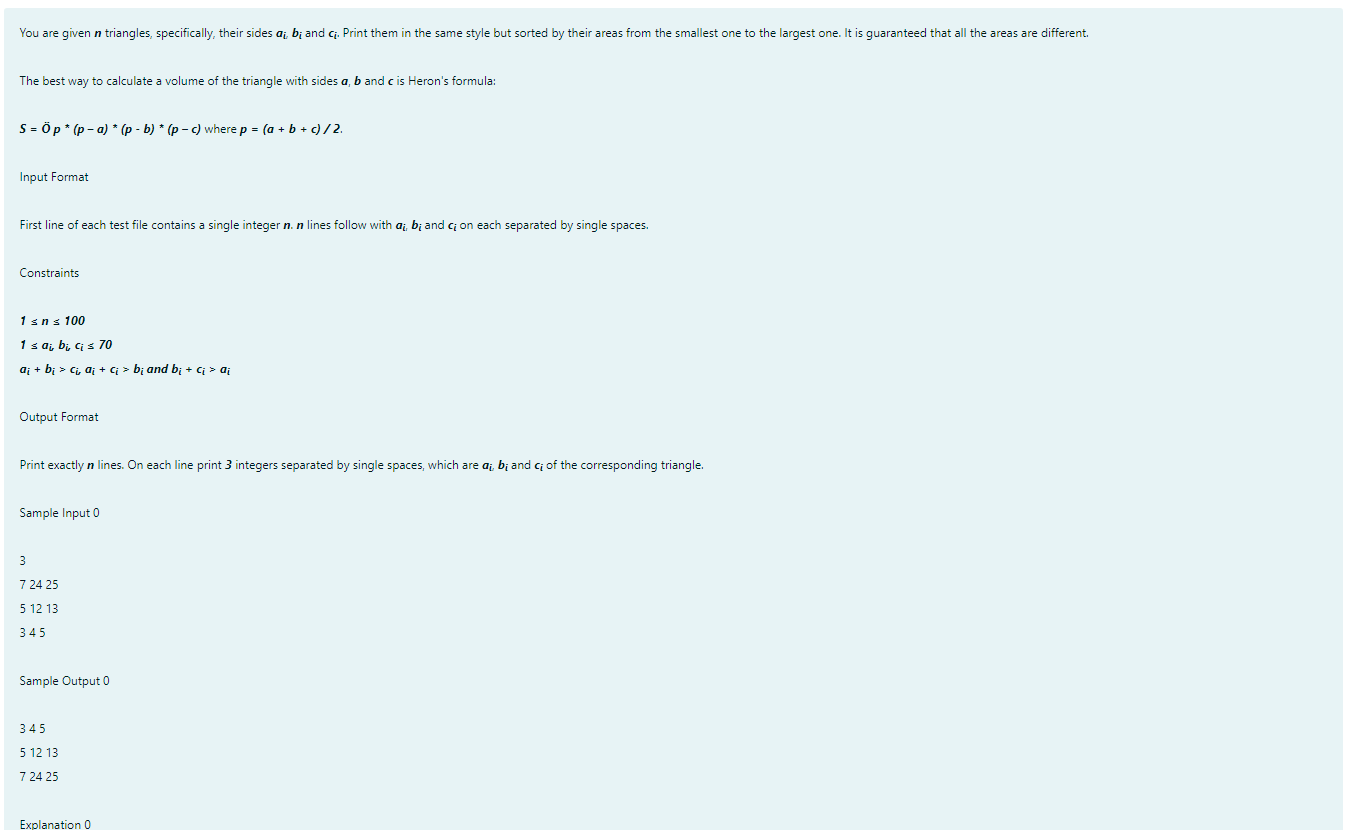 You are given n triangles, specifically, their sides ai, bi and ci. Print them in the same style but sorted by their areas from the smallest one to the largest one. It is guaranteed that all the areas are different.
The best way to calculate a volume of the triangle with sides a, b and c is Heron's formula:
S = Ö p * (p – a) * (p - b) * (p – c) where p = (a + b + c) / 2.
Input Format
First line of each test file contains a single integer n. n lines follow with ai, bi and ci on each separated by single spaces.
Constraints
1 ≤ n ≤ 100
1 ≤ ai, bi, ci ≤ 70
ai + bi > ci, ai + ci > bi and bi + ci > ai
Output Format
Print exactly n lines. On each line print 3 integers separated by single spaces, which are ai, bi and ci of the corresponding triangle.
Sample Input 0
3
7 24 25
5 12 13
3 4 5
Sample Output 0
3 4 5
5 12 13
7 24 25
Explanation 0